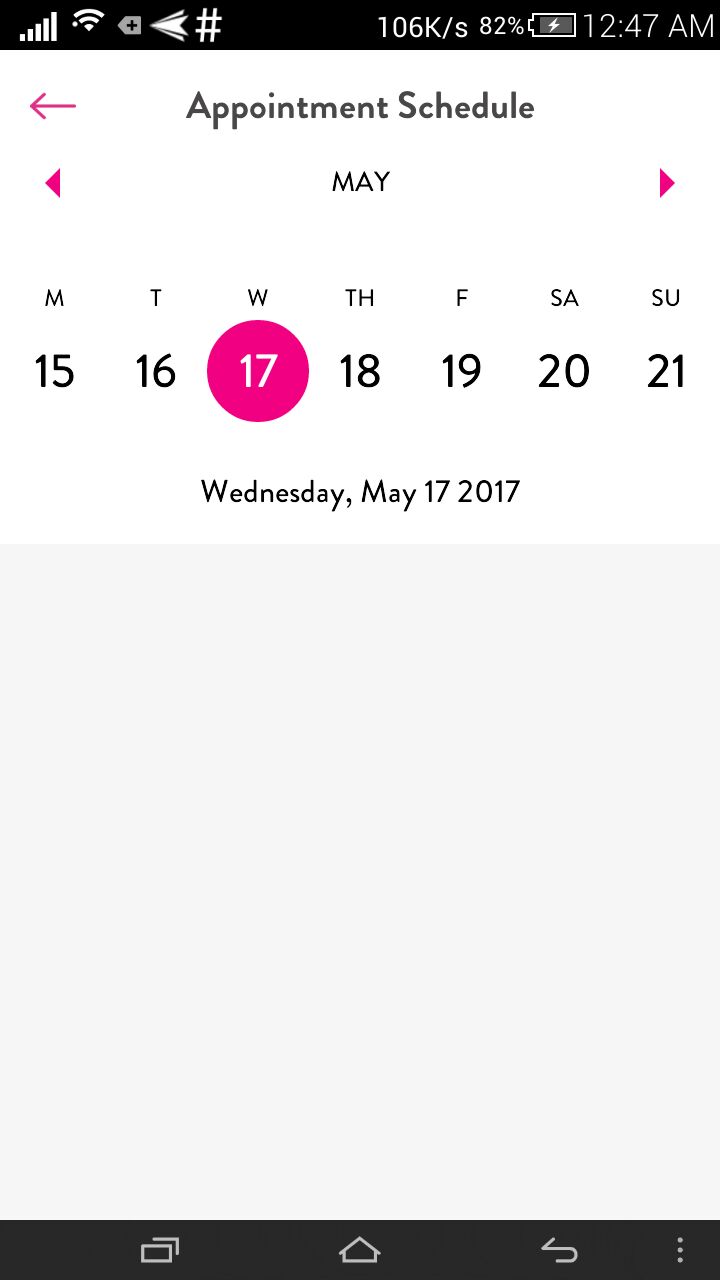 106K/s 82% 12:47 AM
Appointment Schedule
MAY
M T W TH F SA SU
15 16 17 18 19 20 21
Wednesday, May 17 2017